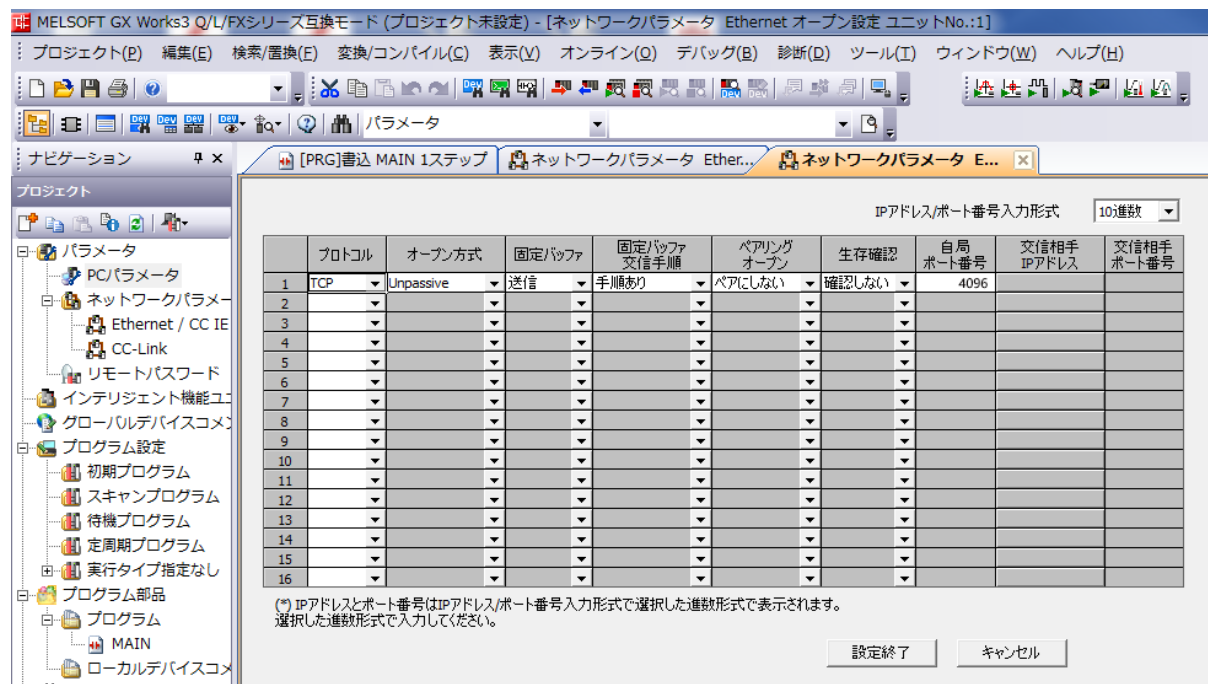 MELSOFT GX Works3 Q/L/FXシリーズ互換モード (プロジェクト未設定) - [ネットワークパラメータ Ethernet オープン設定 ユニットNo.:1]
プロジェクト(P) 編集(E) 検索/置換(F) 変換/コンパイル(C) 表示(V) オンライン(O) デバッグ(B) 診断(D) ツール(T) ウィンドウ(W) ヘルプ(H)
パラメータ
ナビゲーション
[PRG]書込 MAIN 1ステップ ネットワークパラメータ Ether... ネットワークパラメータ E...
プロジェクト
パラメータ
PCパラメータ
ネットワークパラメー
Ethernet / CC IE
CC-Link
リモートパスワード
インテリジェント機能ユニ
グローバルデバイスコメン
プログラム設定
初期プログラム
スキャンプログラム
待機プログラム
定周期プログラム
実行タイプ指定なし
プログラム部品
プログラム
MAIN
ローカルデバイスコメ
IPアドレス/ポート番号入力形式 10進数
プロトコル オープン方式 固定バッファ 固定バッファ交信手順 ペアリングオープン 生存確認 自局ポート番号 交信相手IPアドレス 交信相手ポート番号
1 TCP Unpassive 送信 手順あり ペアにしない 確認しない 4096
2
3
4
5
6
7
8
9
10
11
12
13
14
15
16
(*) IPアドレスとポート番号はIPアドレス/ポート番号入力形式で選択した進数形式で表示されます。
選択した進数形式で入力してください。
設定終了 キャンセル